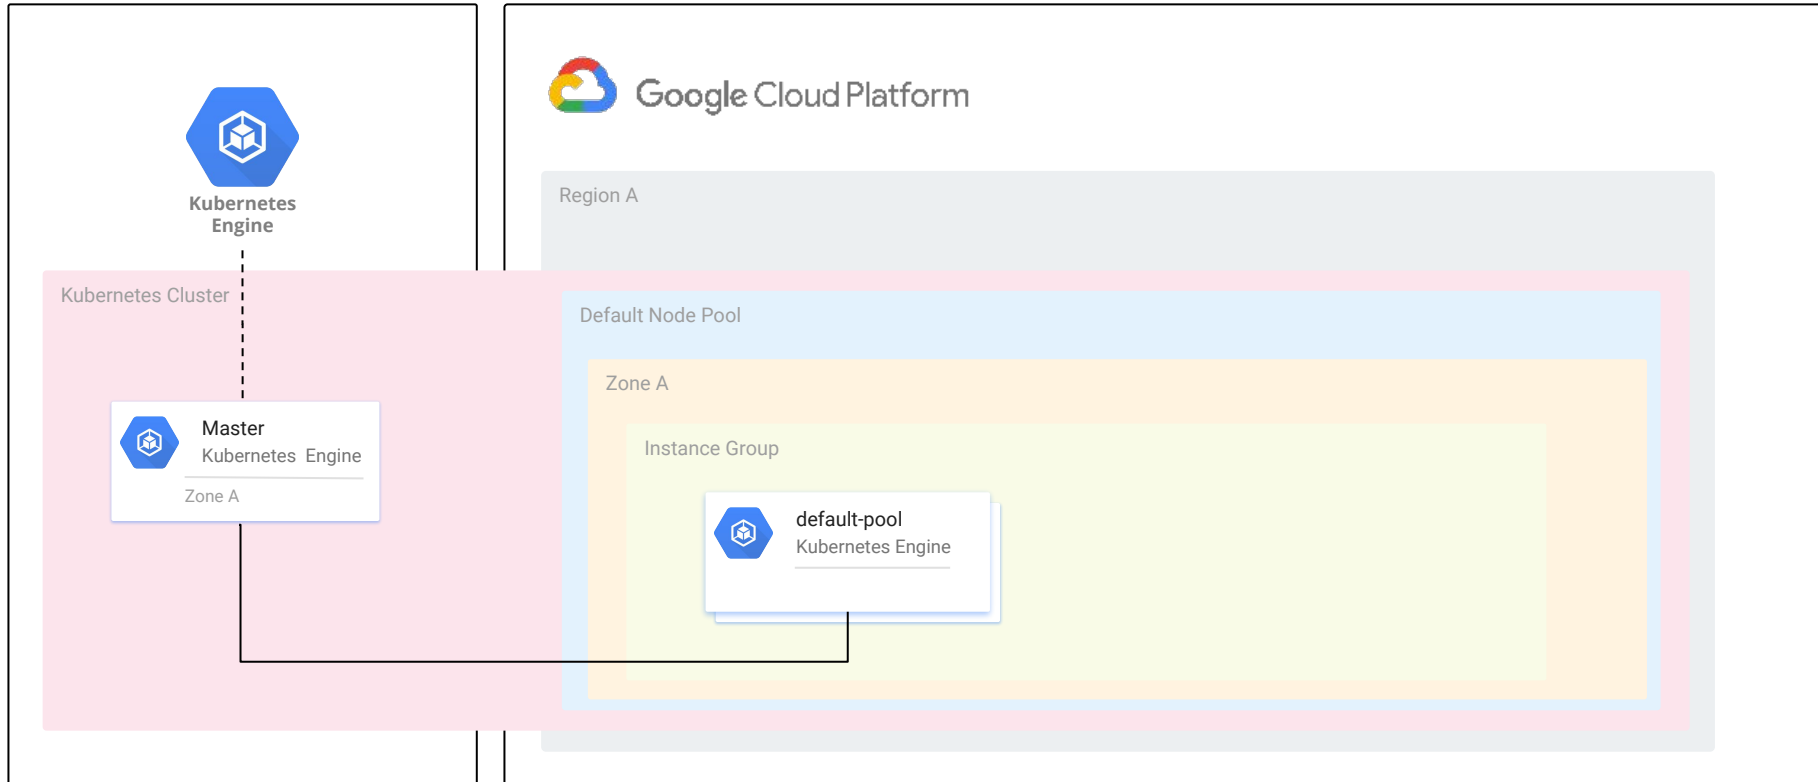 Kubernetes
Engine
Google Cloud Platform
Region A
Kubernetes Cluster
Default Node Pool
Zone A
Instance Group
Master
Kubernetes Engine
Zone A
default-pool
Kubernetes Engine